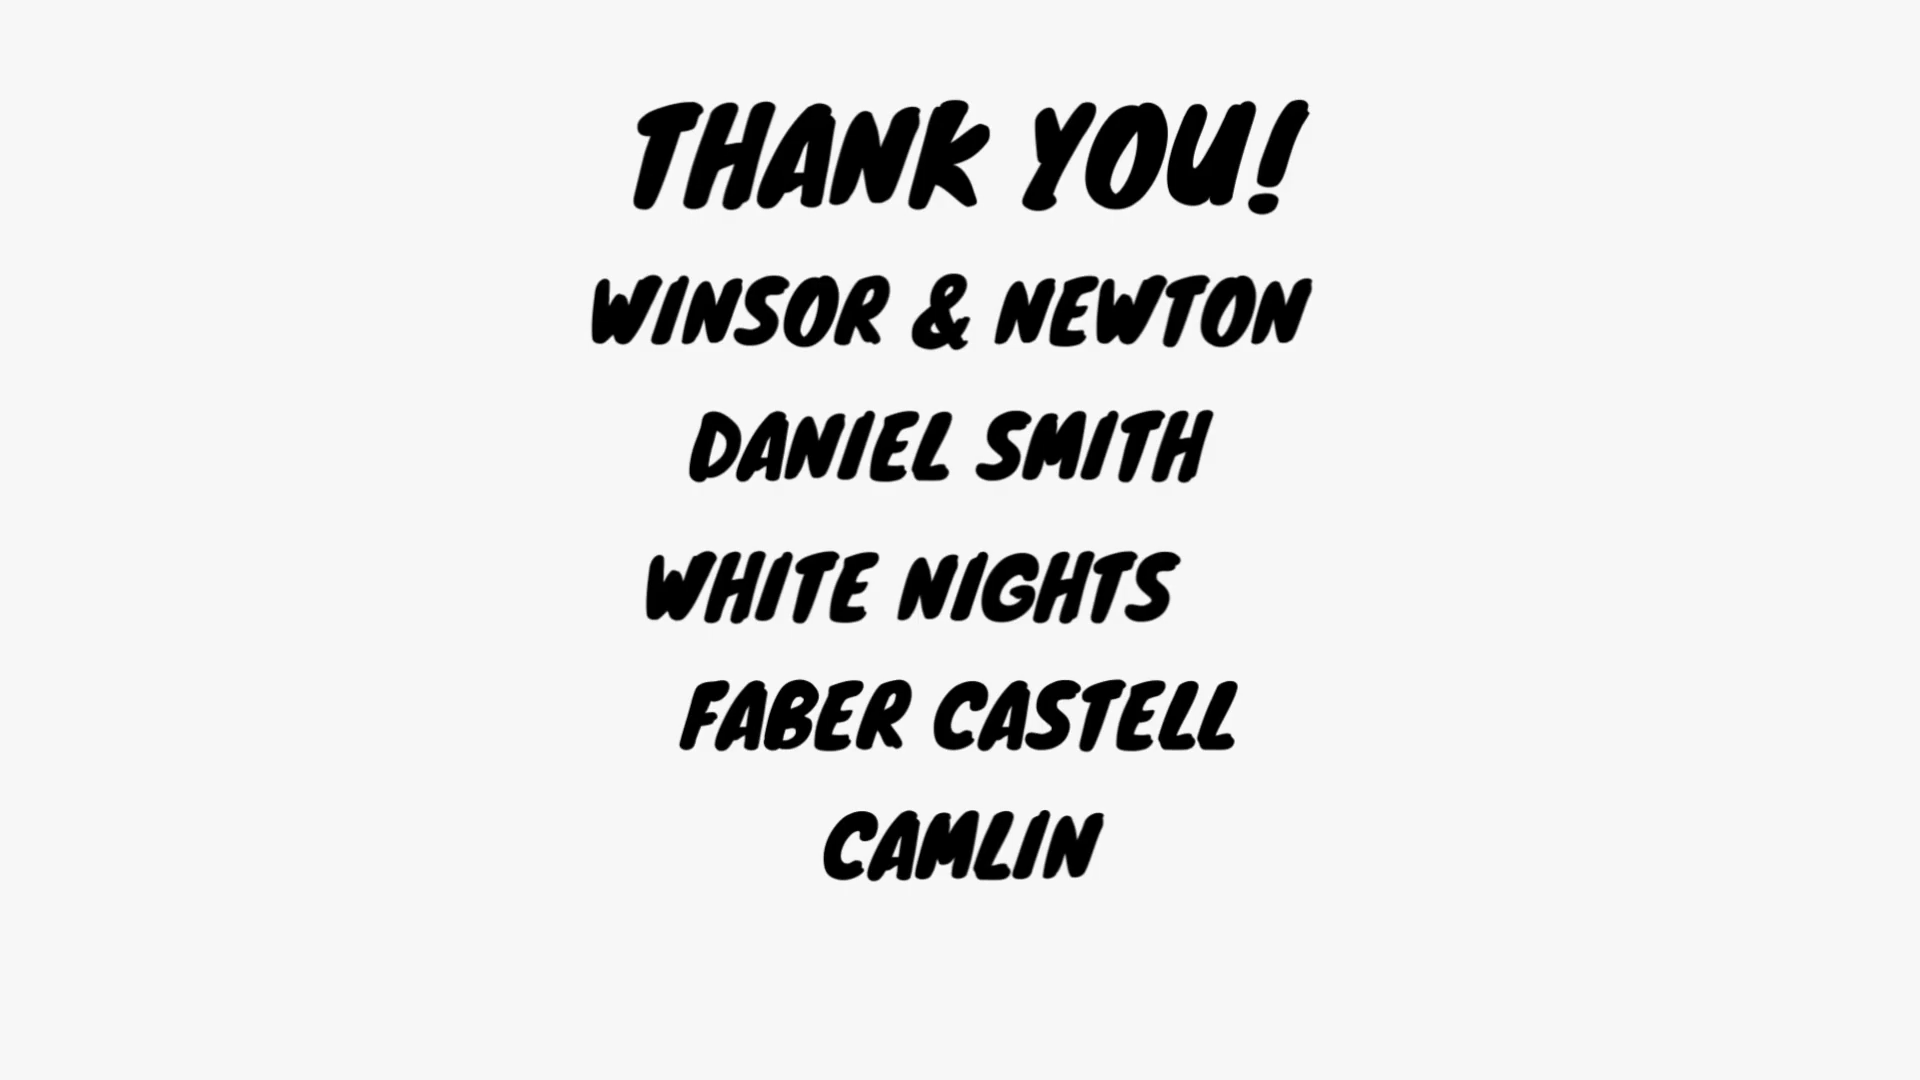 THANK YOU!
WINSOR & NEWTON
DANIEL SMITH
WHITE NIGHTS
FABER CASTELL
CAMLIN